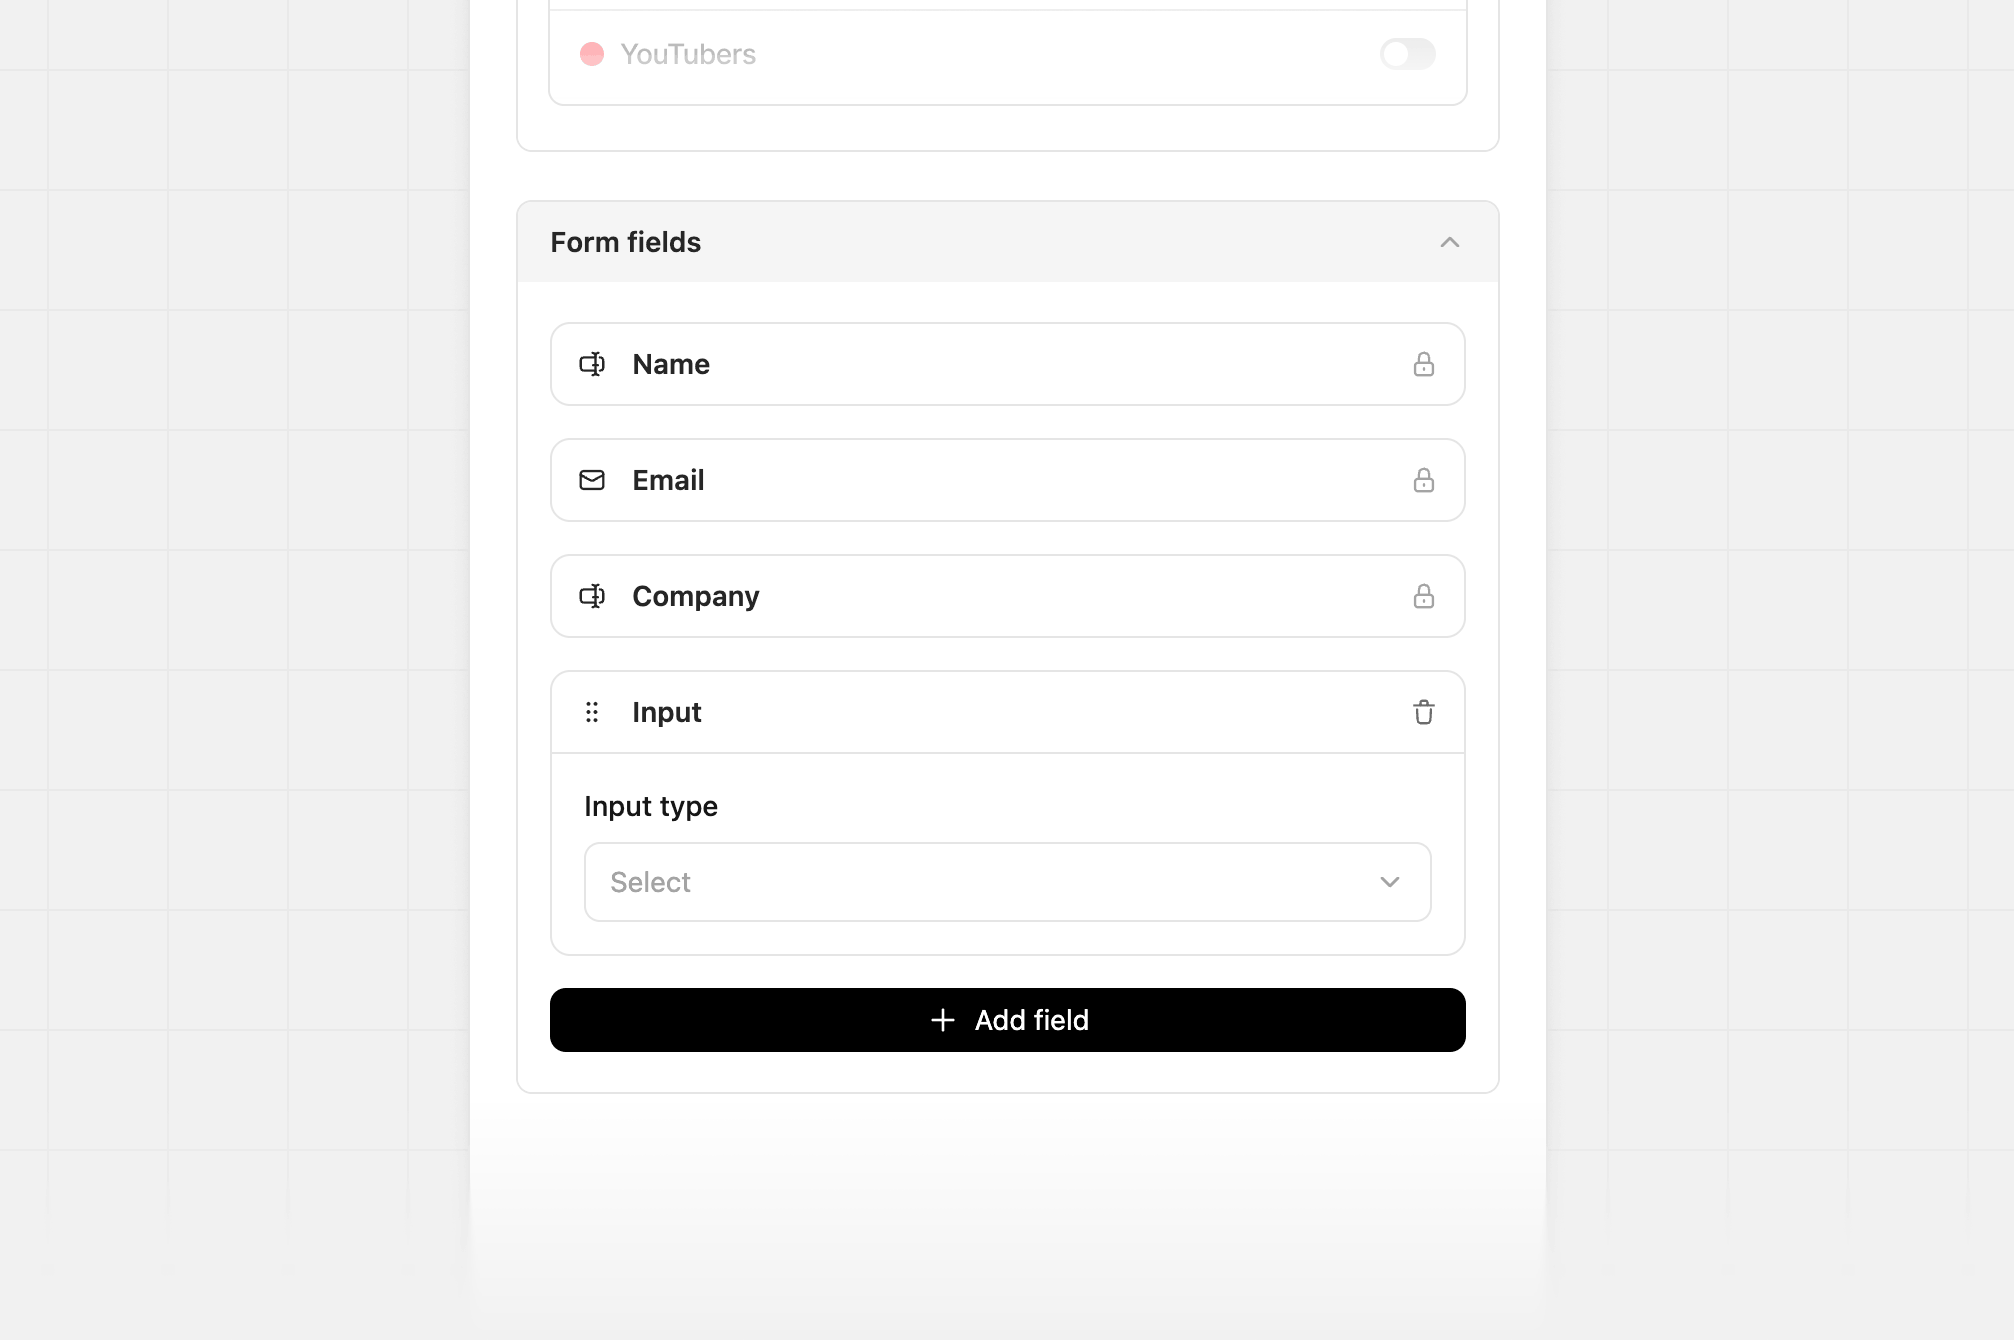 YouTubers
Form fields
Name
Email
Company
Input
Input type
Select
Add field